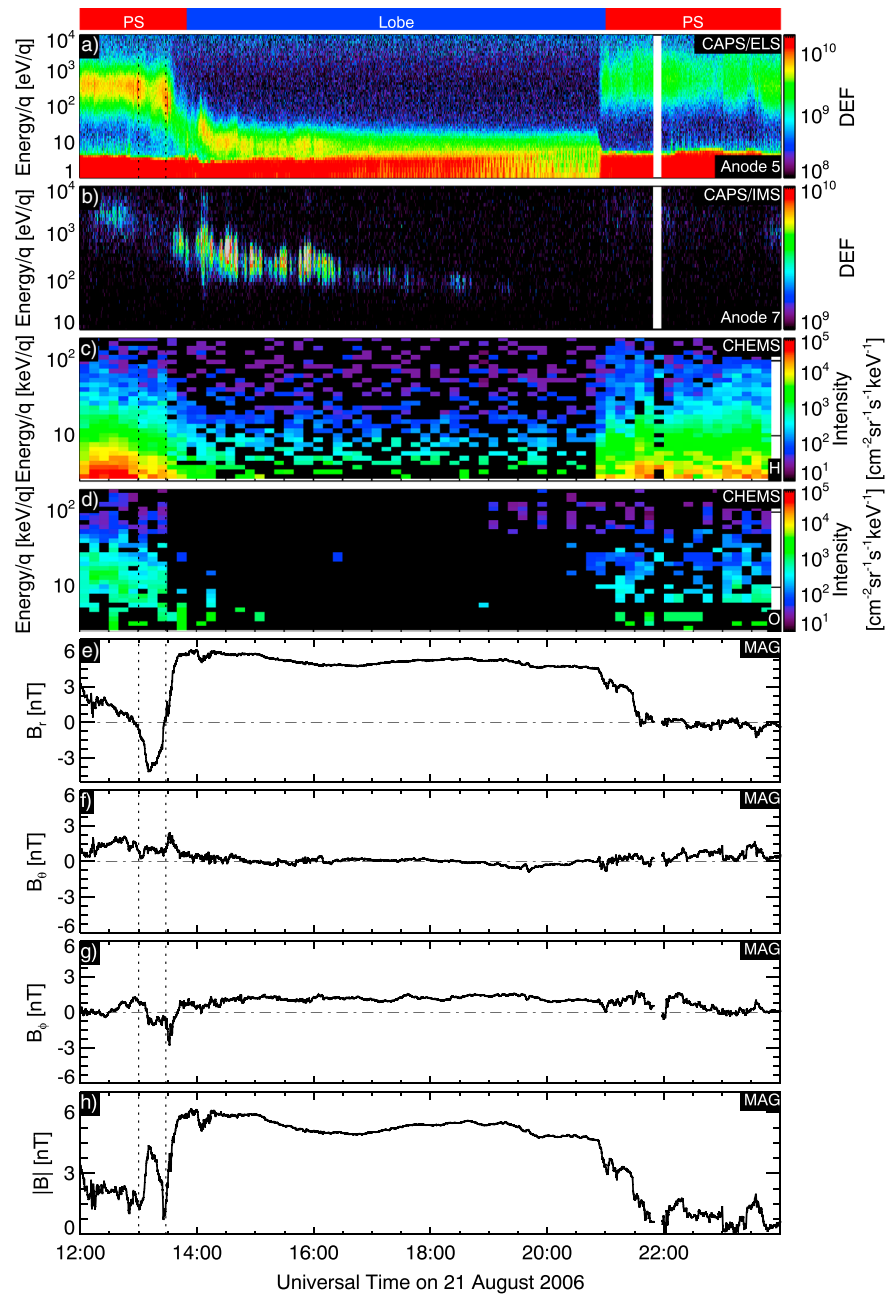 PS Lobe PS
a) CAPS/ELS
Energy/q [eV/q]
10⁴
10³
10²
10
1
Anode 5
10¹⁰
10⁹
10⁸
DEF
b) CAPS/IMS
Energy/q [eV/q]
10⁴
10³
10²
10
Anode 7
10¹⁰
10⁹
DEF
c) CHEMS
Energy/q [keV/q]
10²
10
H
10⁵
10⁴
10³
10²
10¹
Intensity
[cm⁻²sr⁻¹s⁻¹keV⁻¹]
d) CHEMS
Energy/q [keV/q]
10²
10
O
10⁵
10⁴
10³
10²
10¹
Intensity
[cm⁻²sr⁻¹s⁻¹keV⁻¹]
e) MAG
Bᵣ [nT]
6
3
0
-3
f) MAG
B_θ [nT]
6
3
0
-3
-6
g) MAG
B_ϕ [nT]
6
3
0
-3
-6
h) MAG
|B| [nT]
6
3
0
12:00 14:00 16:00 18:00 20:00 22:00
Universal Time on 21 August 2006